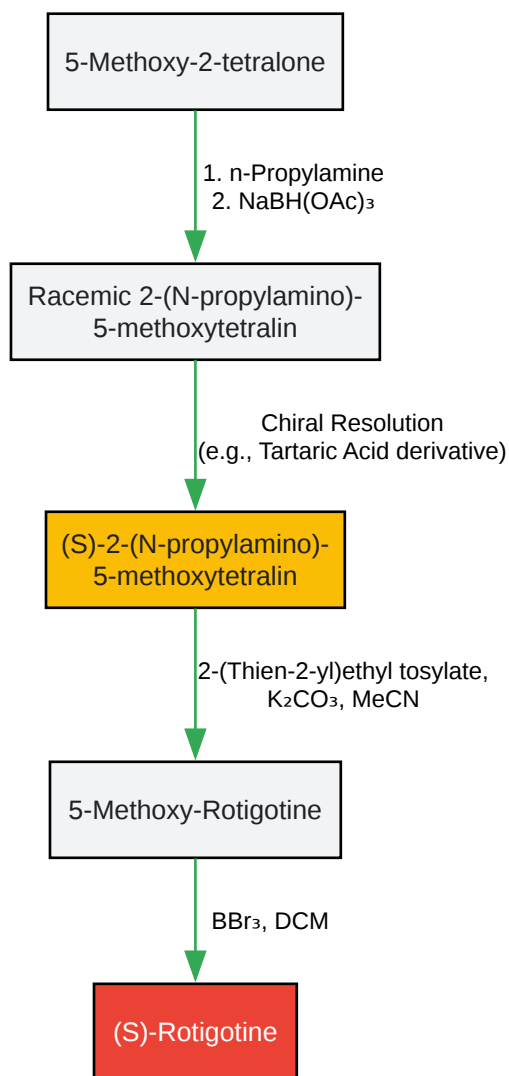 5-Methoxy-2-tetralone
1. n-Propylamine
2. NaBH(OAc)₃
Racemic 2-(N-propylamino)-
5-methoxytetralin
Chiral Resolution
(e.g., Tartaric Acid derivative)
(S)-2-(N-propylamino)-
5-methoxytetralin
2-(Thien-2-yl)ethyl tosylate,
K₂CO₃, MeCN
5-Methoxy-Rotigotine
BBr₃, DCM
(S)-Rotigotine